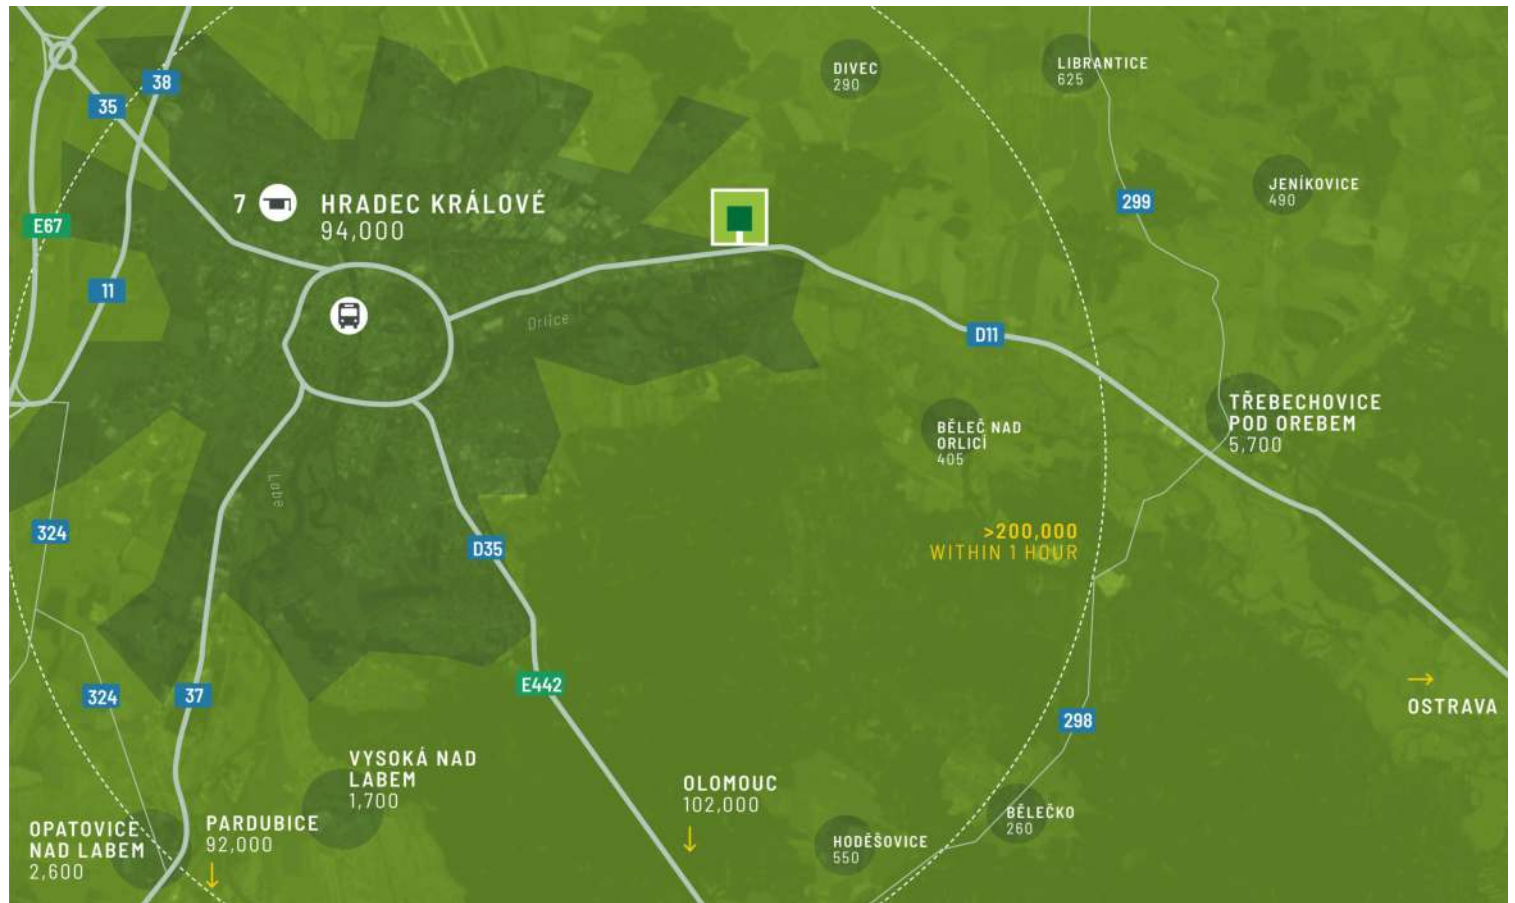 DIVEC
290
LIBRANTICE
625
38
35
JENÍKOVICE
490
7
HRADEC KRÁLOVÉ
94,000
299
E67
11
Orlice
D11
TŘEBECHOVICE
POD OREBEM
5,700
BĚLEČ NAD
ORLICÍ
405
Labe
324
>200,000
WITHIN 1 HOUR
D35
E442
324
37
298
OSTRAVA
VYSOKÁ NAD
LABEM
1,700
OLOMOUC
102,000
BĚLEČKO
260
OPATOVICE
NAD LABEM
2,600
PARDUBICE
92,000
HODĚŠOVICE
550